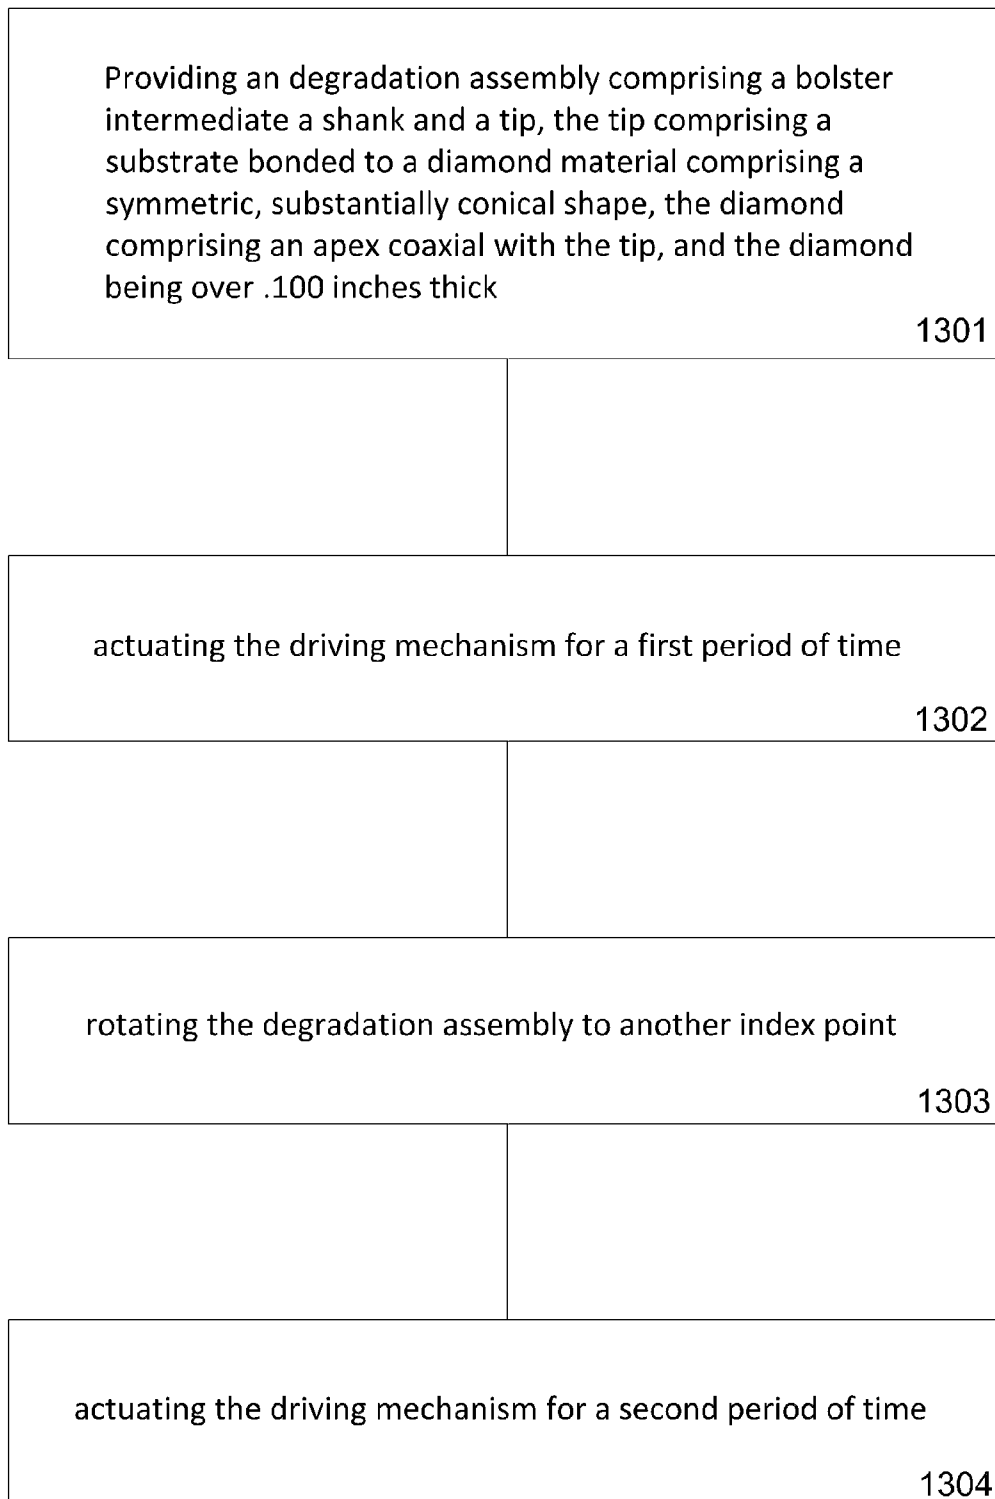 Providing an degradation assembly comprising a bolster
intermediate a shank and a tip, the tip comprising a
substrate bonded to a diamond material comprising a
symmetric, substantially conical shape, the diamond
comprising an apex coaxial with the tip, and the diamond
being over .100 inches thick
1301
actuating the driving mechanism for a first period of time
1302
rotating the degradation assembly to another index point
1303
actuating the driving mechanism for a second period of time
1304